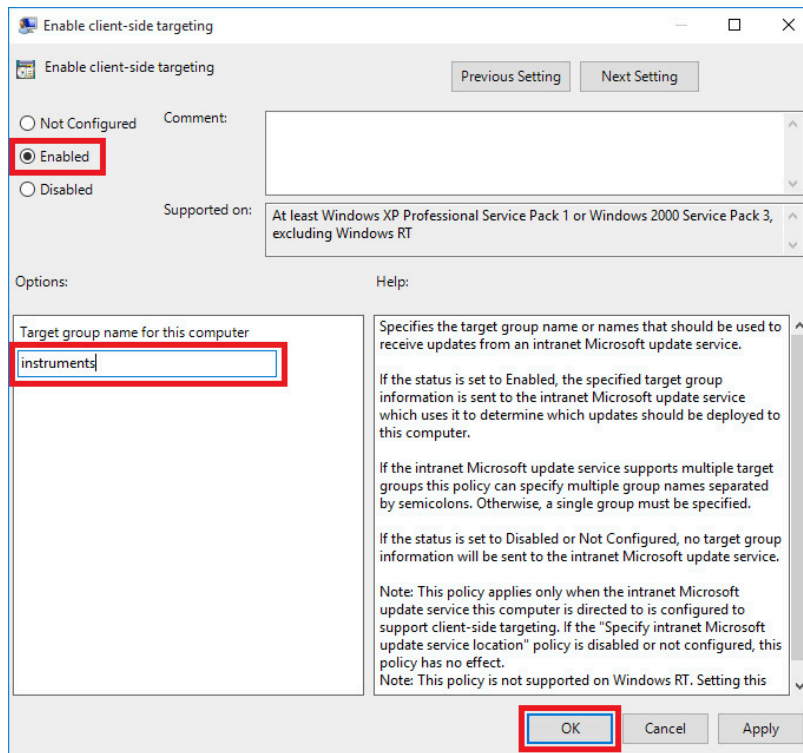 Enable client-side targeting
Enable client-side targeting
Previous Setting
Next Setting
Not Configured
Comment:
Enabled
Disabled
Supported on:
At least Windows XP Professional Service Pack 1 or Windows 2000 Service Pack 3,
excluding Windows RT
Options:
Help:
Target group name for this computer
instruments
Specifies the target group name or names that should be used to
receive updates from an intranet Microsoft update service.
If the status is set to Enabled, the specified target group
information is sent to the intranet Microsoft update service
which uses it to determine which updates should be deployed to
this computer.
If the intranet Microsoft update service supports multiple target
groups this policy can specify multiple group names separated
by semicolons. Otherwise, a single group must be specified.
If the status is set to Disabled or Not Configured, no target group
information will be sent to the intranet Microsoft update service.
Note: This policy applies only when the intranet Microsoft
update service this computer is directed to is configured to
support client-side targeting. If the "Specify intranet Microsoft
update service location" policy is disabled or not configured, this
policy has no effect.
Note: This policy is not supported on Windows RT. Setting this
OK
Cancel
Apply